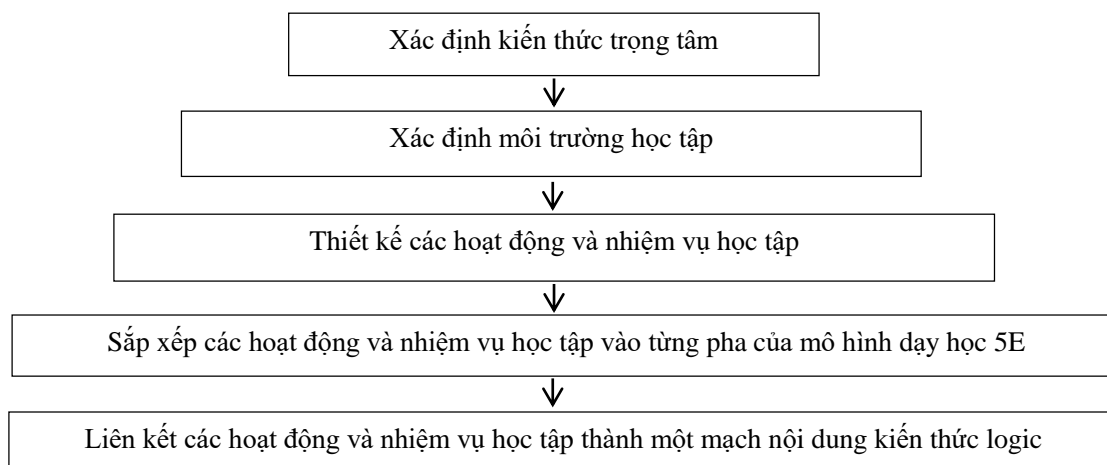 Xác định kiến thức trọng tâm
Xác định môi trường học tập
Thiết kế các hoạt động và nhiệm vụ học tập
Sắp xếp các hoạt động và nhiệm vụ học tập vào từng pha của mô hình dạy học 5E
Liên kết các hoạt động và nhiệm vụ học tập thành một mạch nội dung kiến thức logic